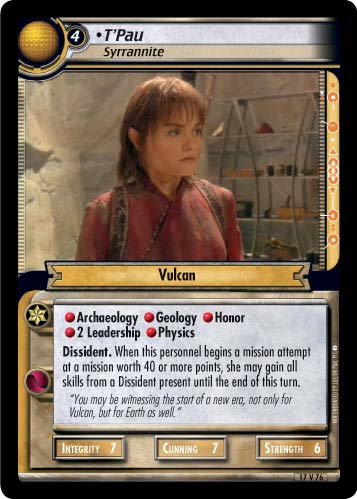 4
•T'Pau
Syrrannite
Vulcan
Archaeology Geology Honor
2 Leadership Physics
Dissident. When this personnel begins a mission attempt
at a mission worth 40 or more points, she may gain all
skills from a Dissident present until the end of this turn.
"You may be witnessing the start of a new era, not only for
Vulcan, but for Earth as well."
INTEGRITY 7 CUNNING 7 STRENGTH 6
17 V 76